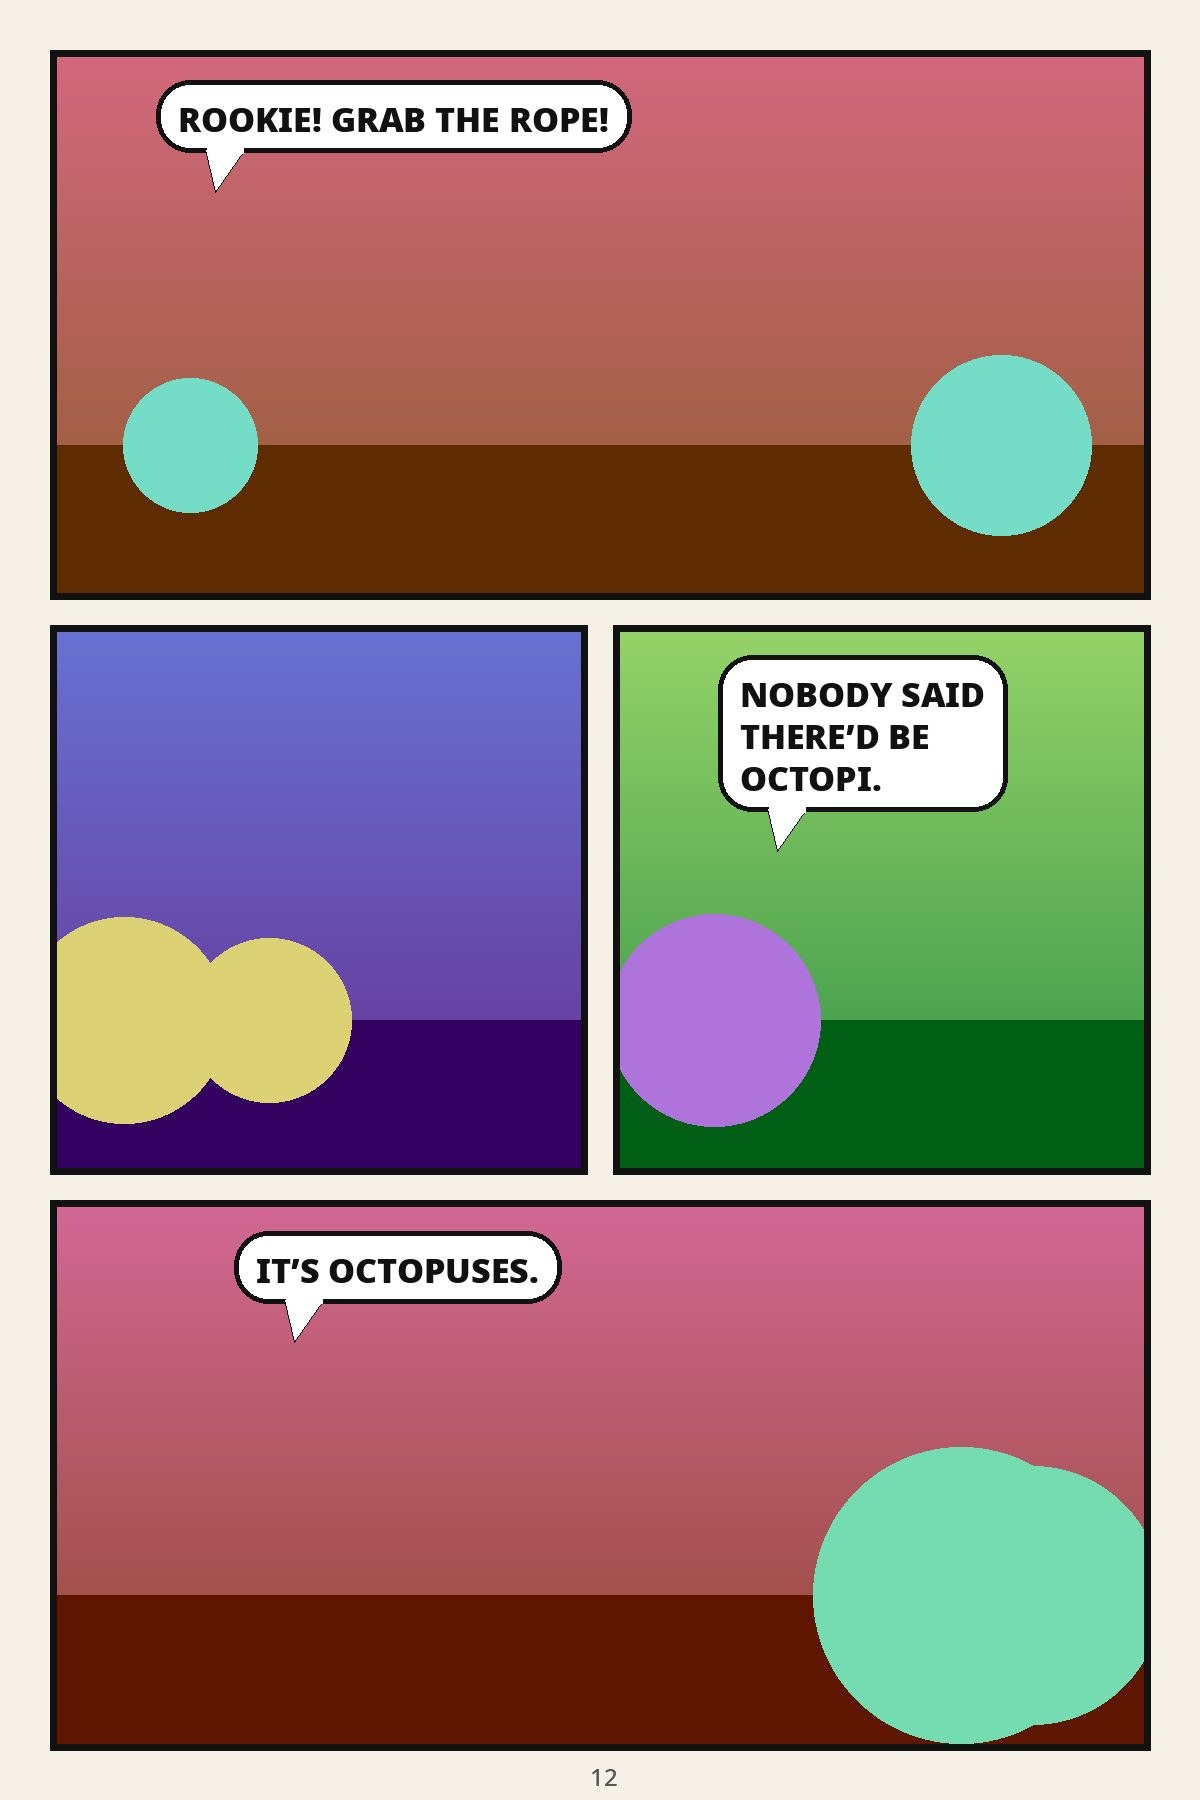 ROOKIE! GRAB THE ROPE!
NOBODY SAID
THERE’D BE
OCTOPI.
IT’S OCTOPUSES.
12